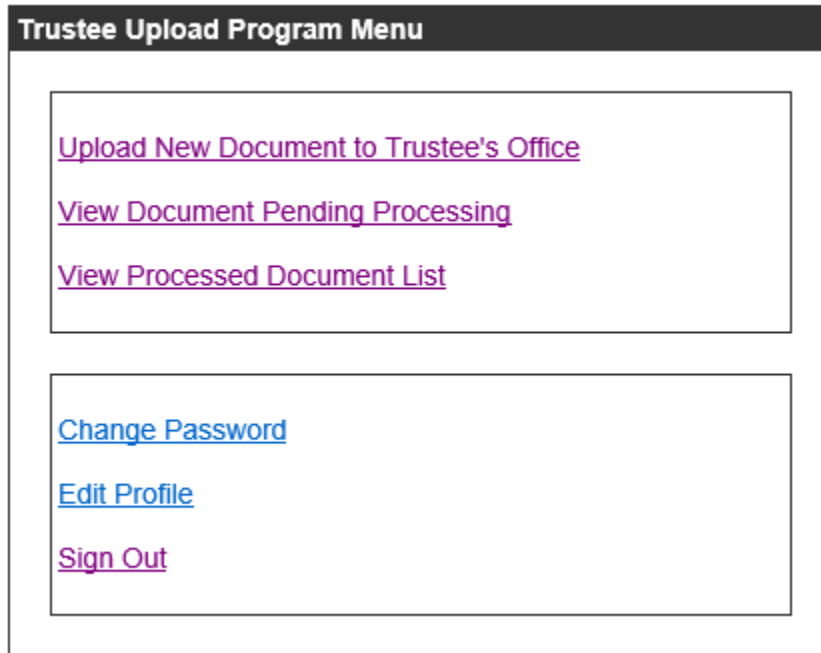 Trustee Upload Program Menu
Upload New Document to Trustee's Office
View Document Pending Processing
View Processed Document List
Change Password
Edit Profile
Sign Out